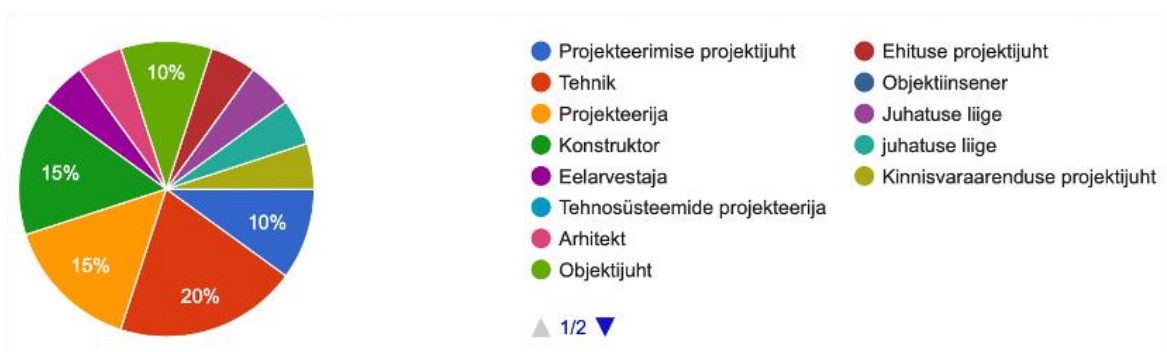 10%
15%
15%
20%
10%
Projekteerimise projektijuht
Tehnik
Projekteerija
Konstruktor
Eelarvestaja
Tehnosüsteemide projekteerija
Arhitekt
Objektijuht
1/2
Ehituse projektijuht
Objektiinsener
Juhatuse liige
juhatuse liige
Kinnisvaraarenduse projektijuht